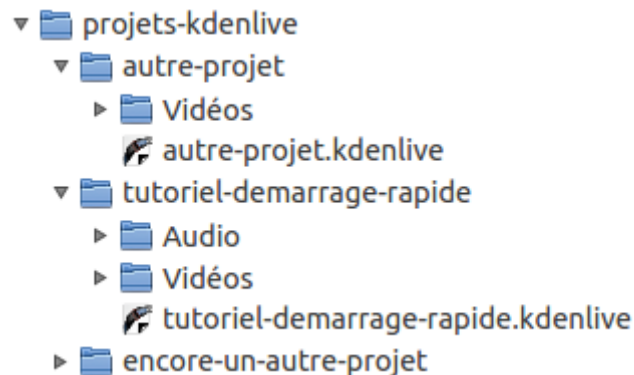 projets-kdenlive
autre-projet
Vidéos
autre-projet.kdenlive
tutoriel-demarrage-rapide
Audio
Vidéos
tutoriel-demarrage-rapide.kdenlive
encore-un-autre-projet